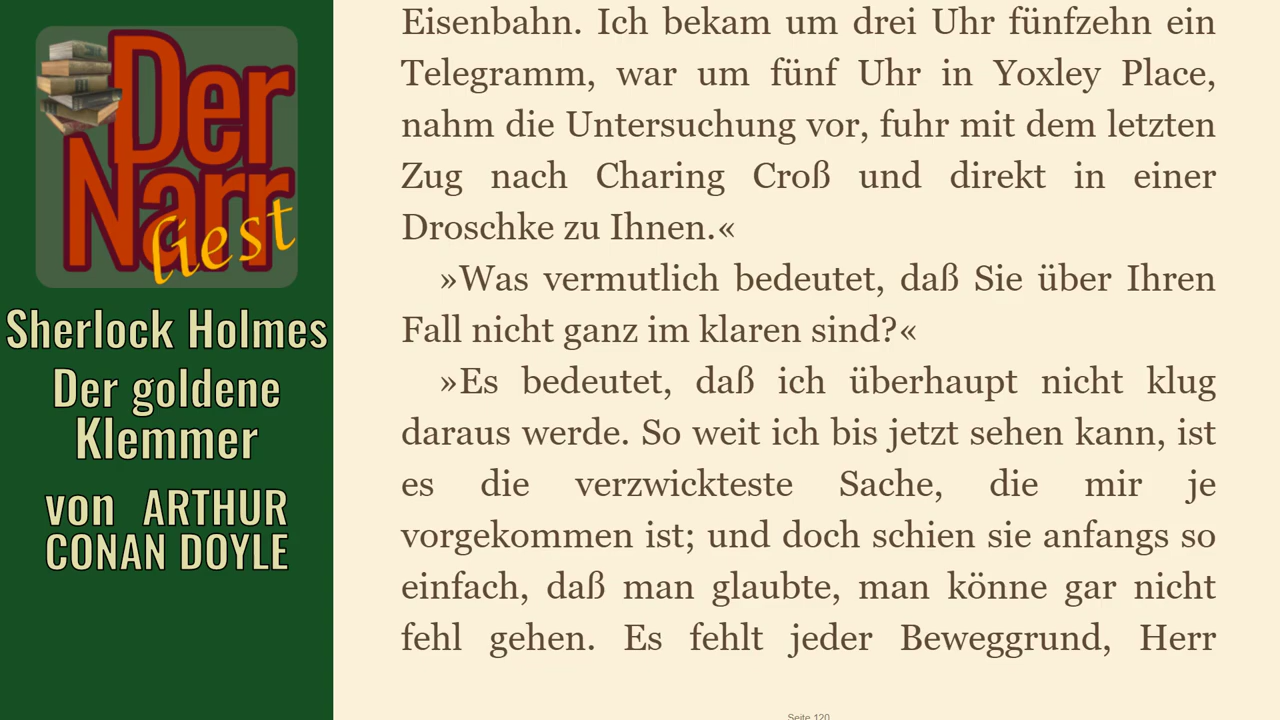 Der
Narr
liest
Sherlock Holmes
Der goldene
Klemmer
von ARTHUR
CONAN DOYLE
Eisenbahn. Ich bekam um drei Uhr fünfzehn ein
Telegramm, war um fünf Uhr in Yoxley Place,
nahm die Untersuchung vor, fuhr mit dem letzten
Zug nach Charing Croß und direkt in einer
Droschke zu Ihnen.«
»Was vermutlich bedeutet, daß Sie über Ihren
Fall nicht ganz im klaren sind?«
»Es bedeutet, daß ich überhaupt nicht klug
daraus werde. So weit ich bis jetzt sehen kann, ist
es die verzwickteste Sache, die mir je
vorgekommen ist; und doch schien sie anfangs so
einfach, daß man glaubte, man könne gar nicht
fehl gehen. Es fehlt jeder Beweggrund, Herr
Seite 120